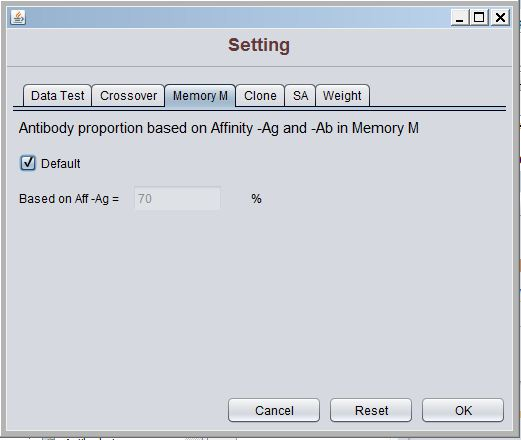 Setting
Data Test Crossover Memory M Clone SA Weight
Antibody proportion based on Affinity -Ag and -Ab in Memory M
Default
Based on Aff -Ag = 70 %
Cancel Reset OK